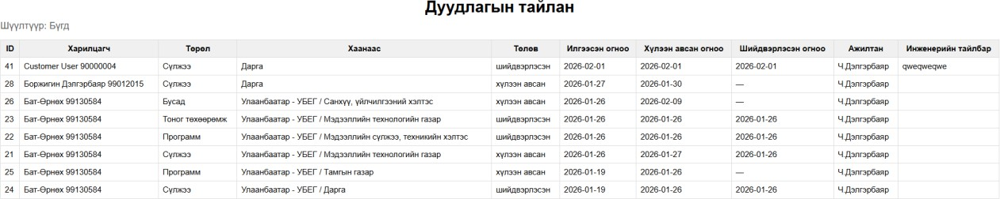 Дуудлагын тайлан
Шүүлтүүр: Бүгд
ID Харилцагч Төрөл Хаанаас Төлөв Илгээсэн огноо Хүлээн авсан огноо Шийдвэрлэсэн огноо Ажилтан Инженерийн тайлбар
41 Customer User 90000004 Сүлжээ Дарга шийдвэрлэсэн 2026-02-01 2026-02-01 2026-02-01 Ч.Дэлгэрбаяр qweqweqwe
28 Боржигин Дэлгэрбаяр 99012015 Сүлжээ Дарга хүлээн авсан 2026-01-27 2026-01-30 — Ч.Дэлгэрбаяр
26 Бат-Өрнөх 99130584 Бусад Улаанбаатар - УБЕГ / Санхүү, үйлчилгээний хэлтэс хүлээн авсан 2026-01-26 2026-02-09 — Ч.Дэлгэрбаяр
23 Бат-Өрнөх 99130584 Тоног төхөөрөмж Улаанбаатар - УБЕГ / Мэдээллийн технологийн газар шийдвэрлэсэн 2026-01-26 2026-01-26 2026-01-26 Ч.Дэлгэрбаяр
22 Бат-Өрнөх 99130584 Программ Улаанбаатар - УБЕГ / Мэдээллийн сүлжээ, техникийн хэлтэс шийдвэрлэсэн 2026-01-26 2026-01-26 2026-01-26 Ч.Дэлгэрбаяр
21 Бат-Өрнөх 99130584 Сүлжээ Улаанбаатар - УБЕГ / Мэдээллийн технологийн газар хүлээн авсан 2026-01-26 2026-01-27 2026-01-26 Ч.Дэлгэрбаяр
25 Бат-Өрнөх 99130584 Программ Улаанбаатар - УБЕГ / Тамгын газар хүлээн авсан 2026-01-19 2026-01-26 — Ч.Дэлгэрбаяр
24 Бат-Өрнөх 99130584 Сүлжээ Улаанбаатар - УБЕГ / Дарга шийдвэрлэсэн 2026-01-19 2026-01-26 2026-01-26 Ч.Дэлгэрбаяр